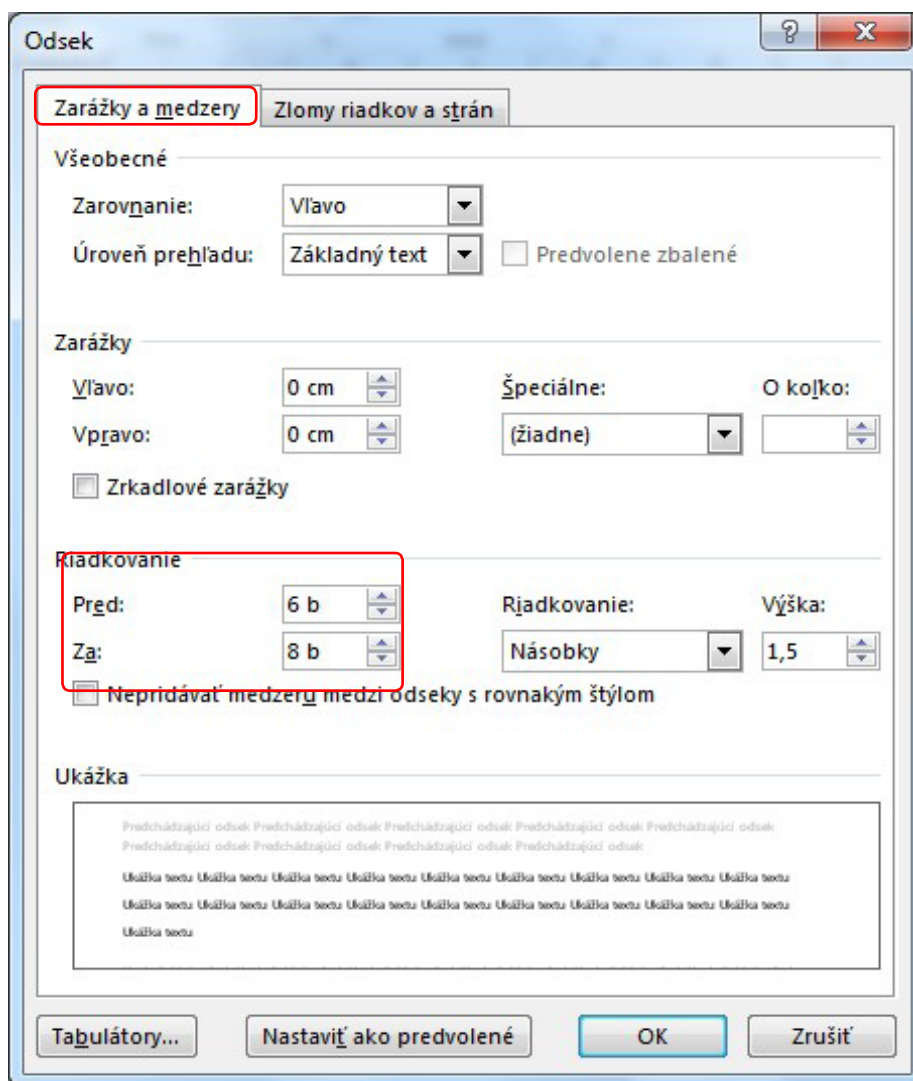 Odsek
Zarážky a medzery Zlomy riadkov a strán
Všeobecné
Zarovnanie: Vľavo
Úroveň prehľadu: Základný text Predvolene zbalené
Zarážky
Vľavo: 0 cm Špeciálne: O koľko:
Vpravo: 0 cm (žiadne)
Zrkadlové zarážky
Riadkovanie
Pred: 6 b Riadkovanie: Výška:
Za: 8 b Násobky 1,5
Nepridávať medzeru medzi odseky s rovnakým štýlom
Ukážka
Predchádzajúci odsek Predchádzajúci odsek Predchádzajúci odsek Predchádzajúci odsek Predchádzajúci odsek
Predchádzajúci odsek Predchádzajúci odsek Predchádzajúci odsek Predchádzajúci odsek
Ukážka textu Ukážka textu Ukážka textu Ukážka textu Ukážka textu Ukážka textu Ukážka textu Ukážka textu Ukážka textu
Ukážka textu Ukážka textu Ukážka textu Ukážka textu Ukážka textu Ukážka textu Ukážka textu Ukážka textu Ukážka textu
Ukážka textu
Tabulátory... Nastaviť ako predvolené OK Zrušiť